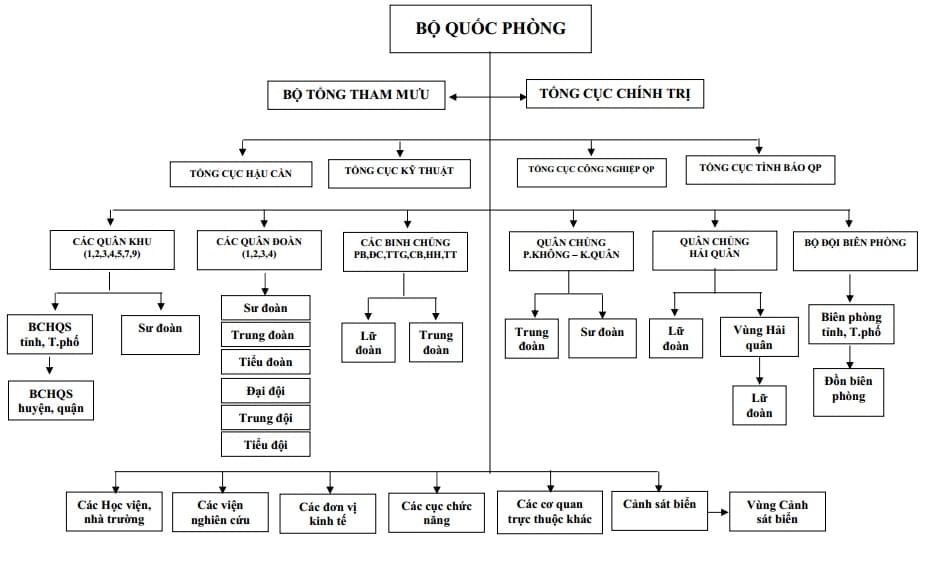 BỘ QUỐC PHÒNG
BỘ TỔNG THAM MƯU
TỔNG CỤC CHÍNH TRỊ
TỔNG CỤC HẬU CẦN
TỔNG CỤC KỸ THUẬT
TỔNG CỤC CÔNG NGHIỆP QP
TỔNG CỤC TÌNH BÁO QP
CÁC QUÂN KHU
(1,2,3,4,5,7,9)
CÁC QUÂN ĐOÀN
(1,2,3,4)
CÁC BINH CHỦNG
PB,ĐC,TTG,CB,HH,TT
QUÂN CHỦNG
P.KHÔNG – K.QUÂN
QUÂN CHỦNG
HẢI QUÂN
BỘ ĐỘI BIÊN PHÒNG
BCHQS
tỉnh, T.phố
Sư đoàn
BCHQS
huyện, quận
Sư đoàn
Trung đoàn
Tiểu đoàn
Đại đội
Trung đội
Tiểu đội
Lữ
đoàn
Trung
đoàn
Trung
đoàn
Sư đoàn
Lữ
đoàn
Vùng Hải
quân
Lữ
đoàn
Biên phòng
tỉnh, T.phố
Đồn biên
phòng
Các Học viện,
nhà trường
Các viện
nghiên cứu
Các đơn vị
kinh tế
Các cục chức
năng
Các cơ quan
trực thuộc khác
Cảnh sát biển
Vùng Cảnh
sát biển